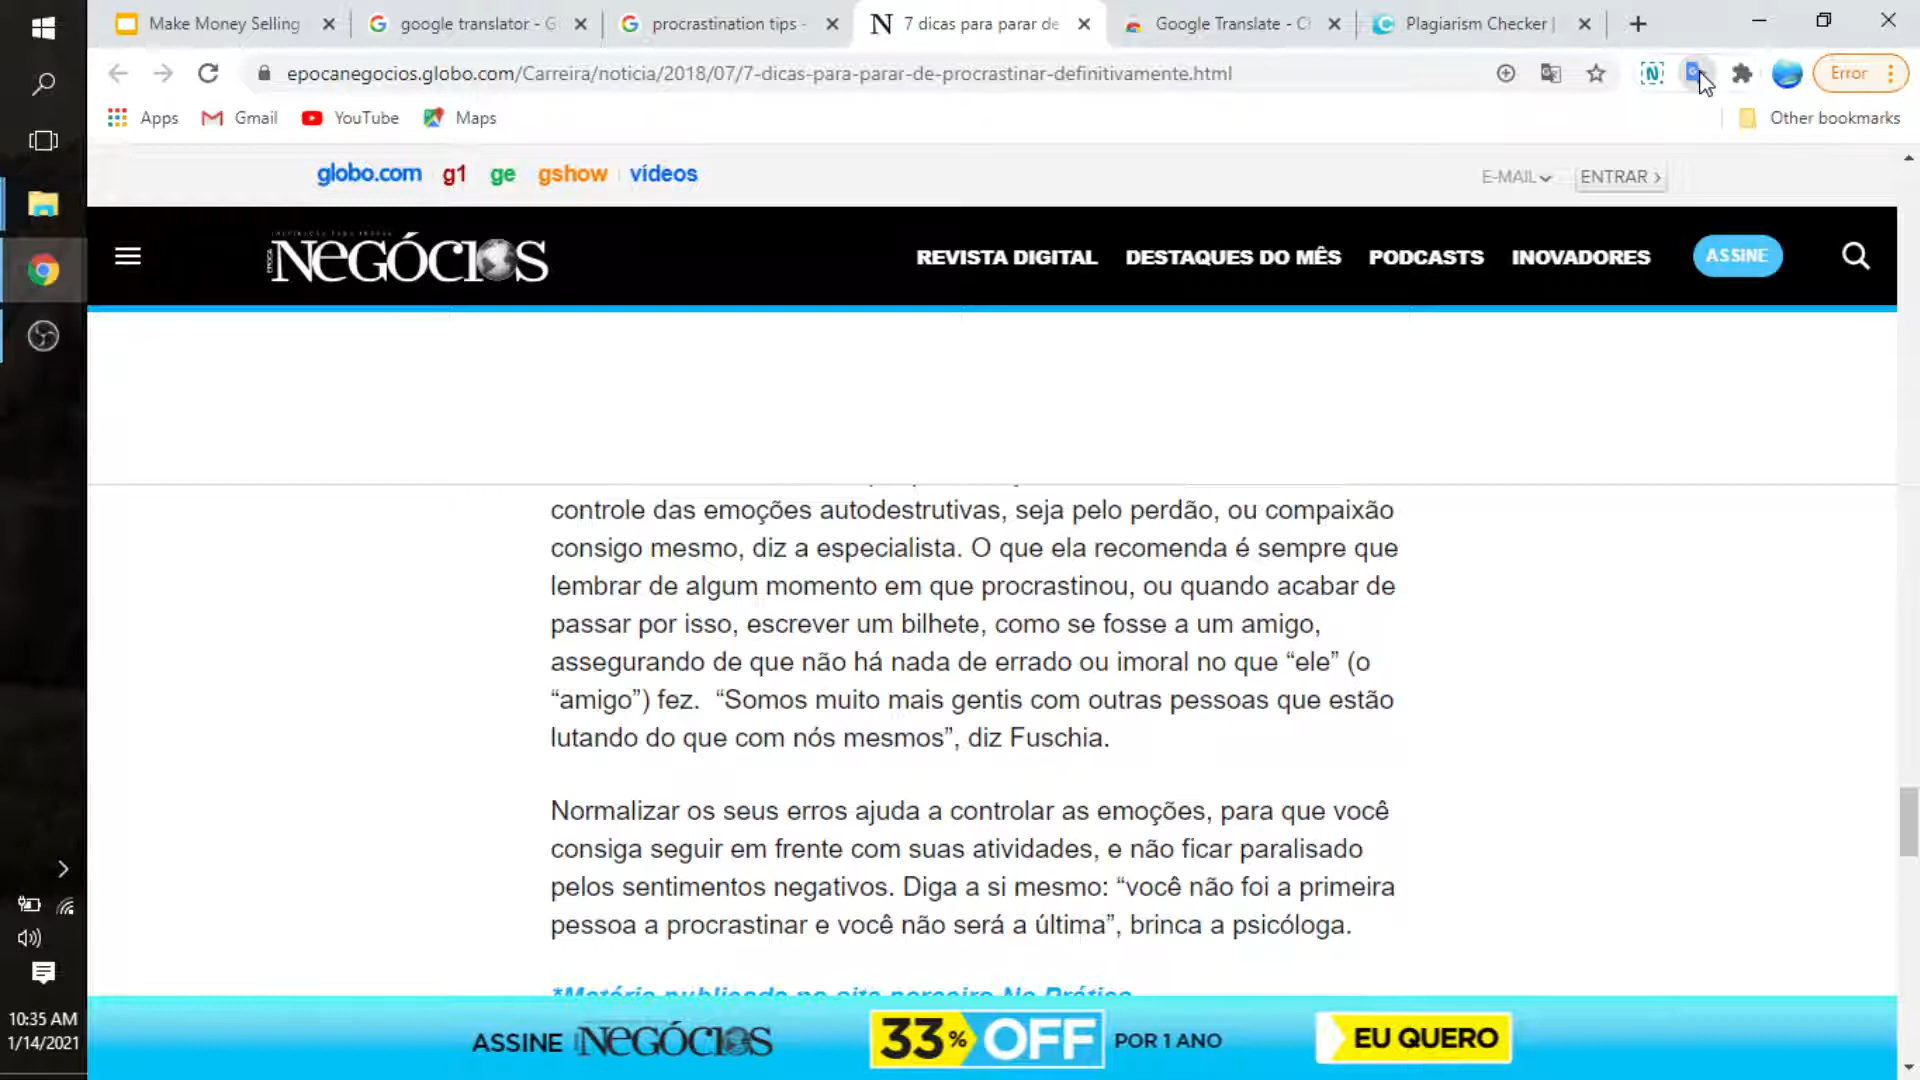 Make Money Selling
google translator - G
procrastination tips -
7 dicas para parar de
Google Translate - C
Plagiarism Checker |
epocanegocios.globo.com/Carreira/noticia/2018/07/7-dicas-para-parar-de-procrastinar-definitivamente.html
Error
Apps
Gmail
YouTube
Maps
Other bookmarks
globo.com g1 ge gshow vídeos
E-MAIL
ENTRAR
NEGÓCIOS
REVISTA DIGITAL DESTAQUES DO MÊS PODCASTS INOVADORES ASSINE
controle das emoções autodestrutivas, seja pelo perdão, ou compaixão
consigo mesmo, diz a especialista. O que ela recomenda é sempre que
lembrar de algum momento em que procrastinou, ou quando acabar de
passar por isso, escrever um bilhete, como se fosse a um amigo,
assegurando de que não há nada de errado ou imoral no que “ele” (o
“amigo”) fez. “Somos muito mais gentis com outras pessoas que estão
lutando do que com nós mesmos”, diz Fuschia.
Normalizar os seus erros ajuda a controlar as emoções, para que você
consiga seguir em frente com suas atividades, e não ficar paralisado
pelos sentimentos negativos. Diga a si mesmo: “você não foi a primeira
pessoa a procrastinar e você não será a última”, brinca a psicóloga.
*Matéria publicada no site parceiro Na Prática
ASSINE NEGÓCIOS 33% OFF POR 1 ANO EU QUERO
10:35 AM
1/14/2021